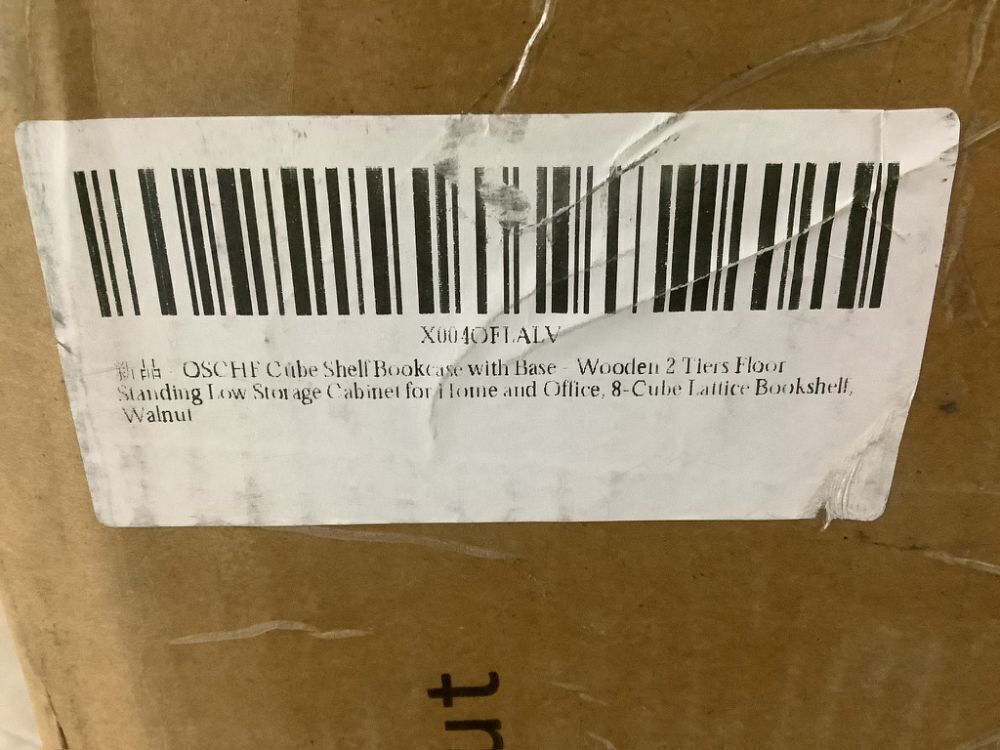 X004OFLALV
新品 - OSCHF Cube Shelf Bookcase with Base - Wooden 2 Tiers Floor
Standing Low Storage Cabinet for Home and Office, 8-Cube Lattice Bookshelf,
Walnut
ut